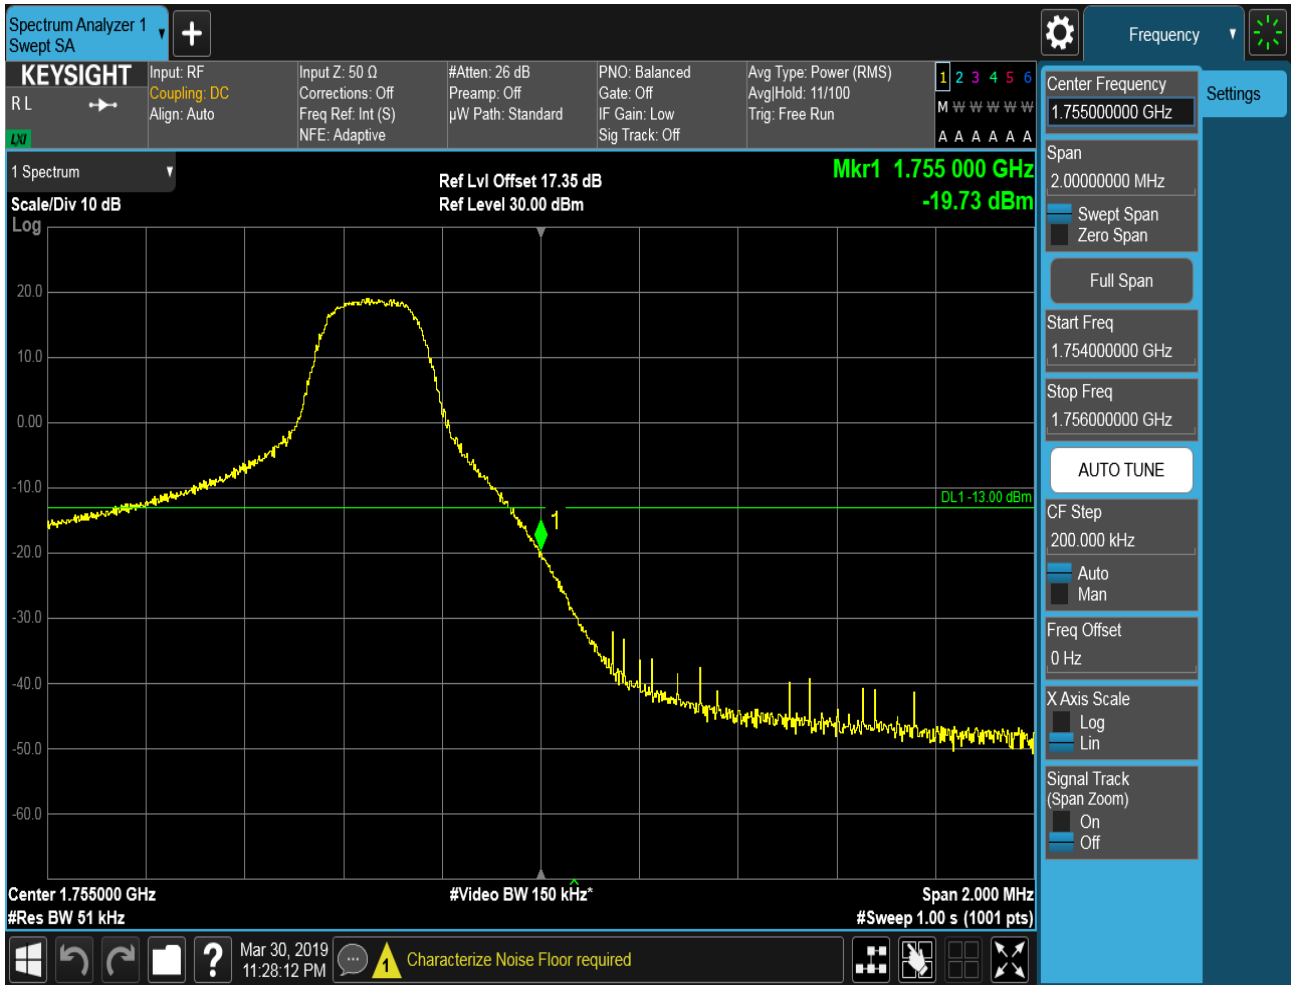 Spectrum Analyzer 1
Swept SA
+
Frequency
KEYSIGHT
R L
LXI
Input: RF
Coupling: DC
Align: Auto
Input Z: 50 Ω
Corrections: Off
Freq Ref: Int (S)
NFE: Adaptive
#Atten: 26 dB
Preamp: Off
µW Path: Standard
PNO: Balanced
Gate: Off
IF Gain: Low
Sig Track: Off
Avg Type: Power (RMS)
Avg|Hold: 11/100
Trig: Free Run
1 2 3 4 5 6
M W W W W W
A A A A A A
1 Spectrum
Scale/Div 10 dB
Log
Ref Lvl Offset 17.35 dB
Ref Level 30.00 dBm
Mkr1 1.755 000 GHz
-19.73 dBm
20.0
10.0
0.00
-10.0
-20.0
-30.0
-40.0
-50.0
-60.0
DL1 -13.00 dBm
1
Center 1.755000 GHz
#Res BW 51 kHz
#Video BW 150 kHz*
Span 2.000 MHz
#Sweep 1.00 s (1001 pts)
Center Frequency
1.755000000 GHz
Settings
Span
2.00000000 MHz
Swept Span
Zero Span
Full Span
Start Freq
1.754000000 GHz
Stop Freq
1.756000000 GHz
AUTO TUNE
CF Step
200.000 kHz
Auto
Man
Freq Offset
0 Hz
X Axis Scale
Log
Lin
Signal Track
(Span Zoom)
On
Off
?
Mar 30, 2019
11:28:12 PM
1
Characterize Noise Floor required